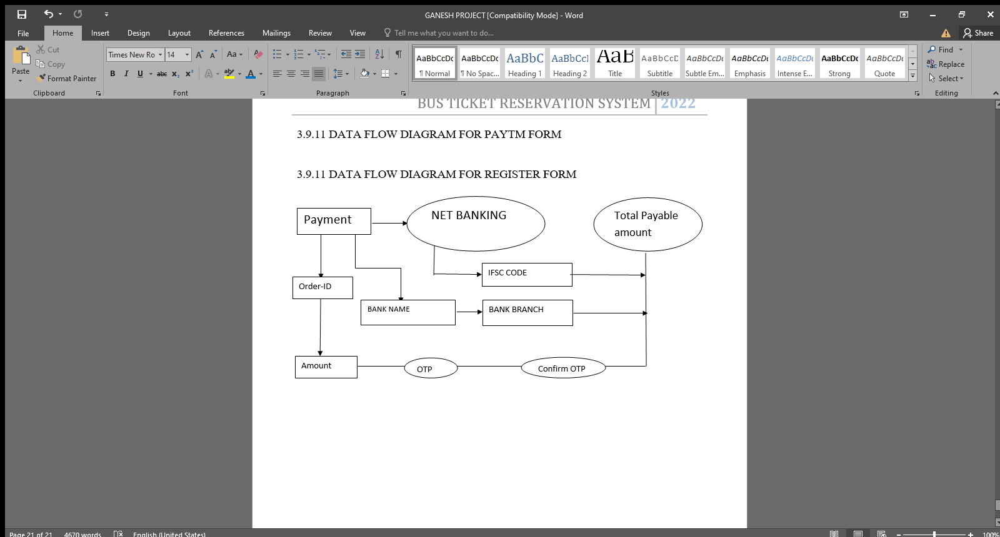 GANESH PROJECT [Compatibility Mode] - Word
File Home Insert Design Layout References Mailings Review View Tell me what you want to do... Share
Paste
Cut
Copy
Format Painter
Clipboard
Times New Ro 14
Aa
B I U abc x₂ x² A A A
Font
Paragraph
AaBbCcDc AaBbCcDc AaBbC AaBbCcI AaB AaBbCcD AaBbCcDc AaBbCcDc AaBbCcDc AaBbCcDc AaBbCcDc
¶ Normal ¶ No Spac... Heading 1 Heading 2 Title Subtitle Subtle Em... Emphasis Intense E... Strong Quote
Styles
Find
Replace
Select
Editing
BUS TICKET RESERVATION SYSTEM 2022
3.9.11 DATA FLOW DIAGRAM FOR PAYTM FORM
3.9.11 DATA FLOW DIAGRAM FOR REGISTER FORM
Payment
NET BANKING
Total Payable
amount
IFSC CODE
Order-ID
BANK NAME
BANK BRANCH
Amount
OTP
Confirm OTP
Page 21 of 21 4670 words English (United States) 100%